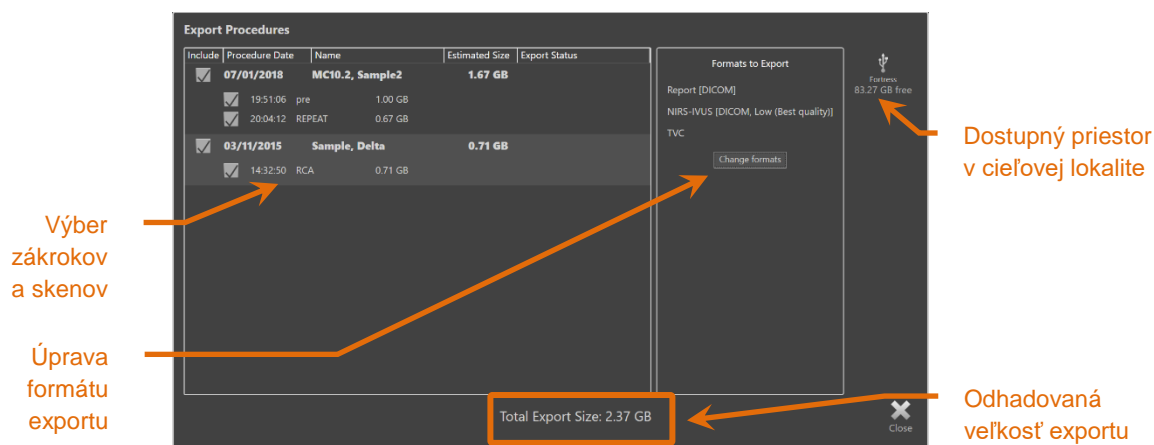 Export Procedures
Include Procedure Date Name Estimated Size Export Status
07/01/2018 MC10.2, Sample2 1.67 GB
19:51:06 pre 1.00 GB
20:04:12 REPEAT 0.67 GB
03/11/2015 Sample, Delta 0.71 GB
14:32:50 RCA 0.71 GB
Formats to Export
Report [DICOM]
NIRS-IVUS [DICOM, Low (Best quality)]
TVC
Change formats
Fortress
83.27 GB free
Dostupný priestor
v cieľovej lokalite
Výber
zákrokov
a skenov
Úprava
formátu
exportu
Total Export Size: 2.37 GB
Close
Odhadovaná
veľkosť exportu